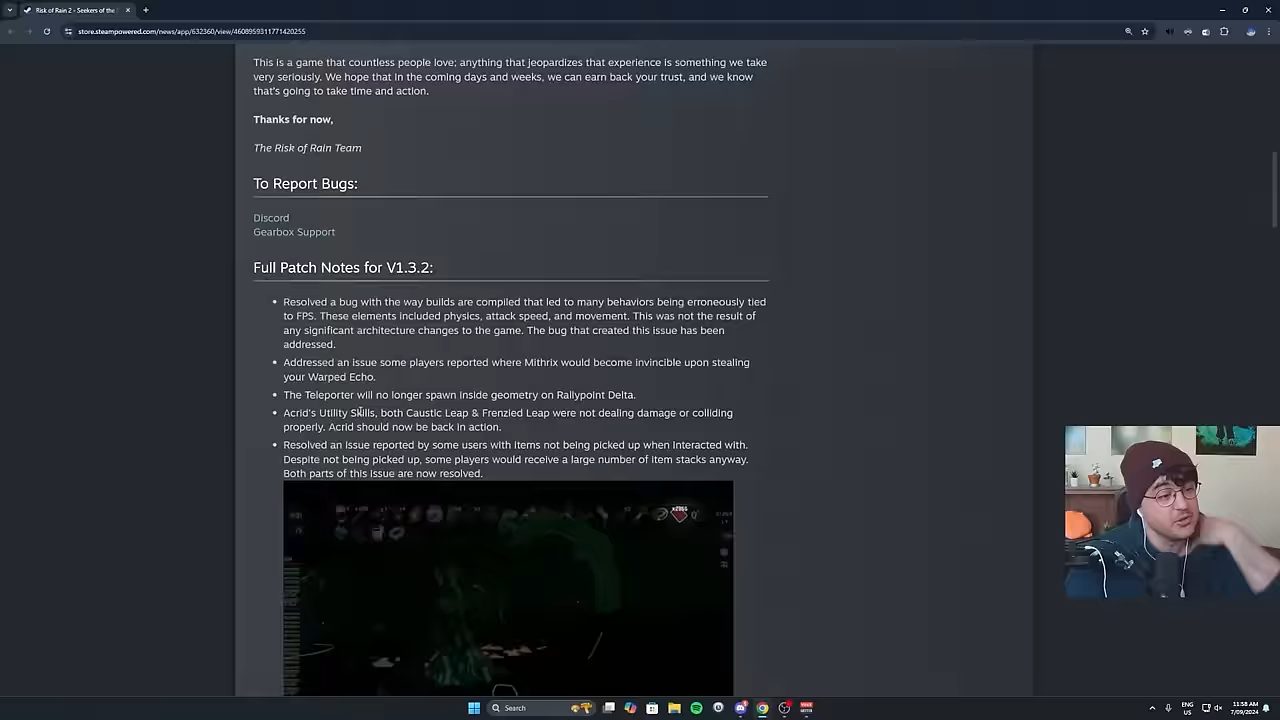 Risk of Rain 2 - Seekers of the
store.steampowered.com/news/app/632360/view/4608959311771420255
This is a game that countless people love; anything that jeopardizes that experience is something we take
very seriously. We hope that in the coming days and weeks, we can earn back your trust, and we know
that's going to take time and action.
Thanks for now,
The Risk of Rain Team
To Report Bugs:
Discord
Gearbox Support
Full Patch Notes for V1.3.2:
Resolved a bug with the way builds are compiled that led to many behaviors being erroneously tied
to FPS. These elements included physics, attack speed, and movement. This was not the result of
any significant architecture changes to the game. The bug that created this issue has been
addressed.
Addressed an issue some players reported where Mithrix would become invincible upon stealing
your Warped Echo.
The Teleporter will no longer spawn inside geometry on Rallypoint Delta.
Acrid's Utility Skills, both Caustic Leap & Frenzied Leap were not dealing damage or colliding
properly. Acrid should now be back in action.
Resolved an issue reported by some users with items not being picked up when interacted with.
Despite not being picked up, some players would receive a large number of item stacks anyway.
Both parts of this issue are now resolved.
Search
ENG
US
11:58 AM
7/09/2024